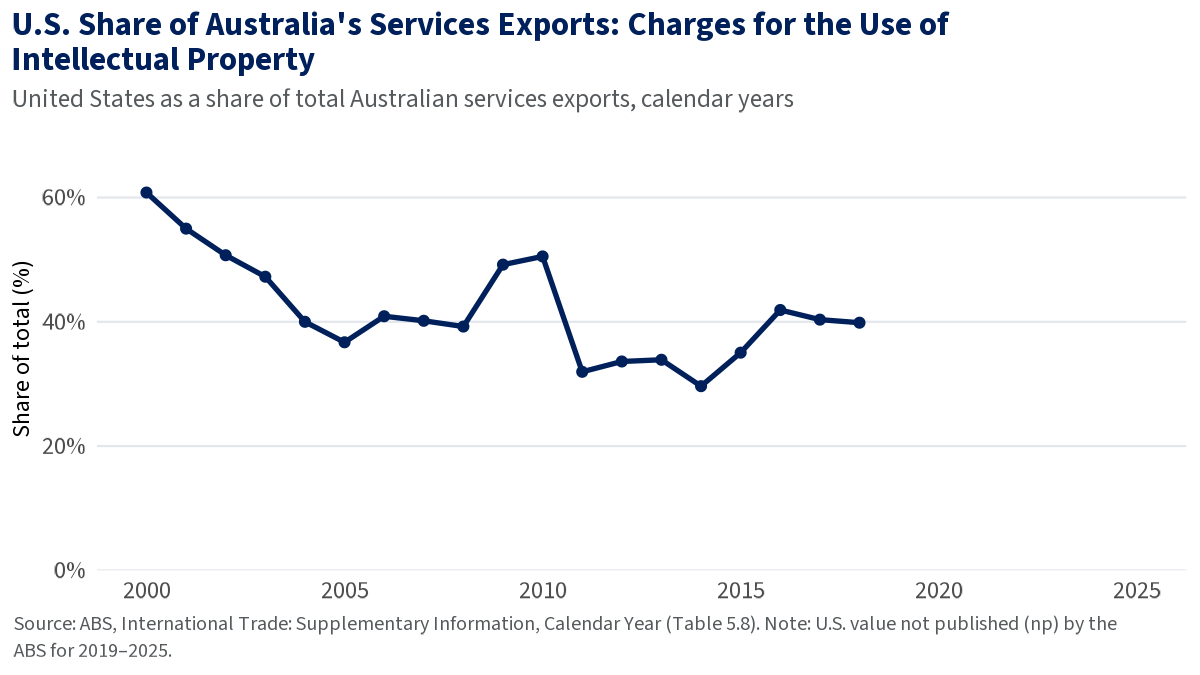 U.S. Share of Australia's Services Exports: Charges for the Use of
Intellectual Property
United States as a share of total Australian services exports, calendar years
60%
40%
20%
0%
Share of total (%)
2000 2005 2010 2015 2020 2025
Source: ABS, International Trade: Supplementary Information, Calendar Year (Table 5.8). Note: U.S. value not published (np) by the
ABS for 2019–2025.